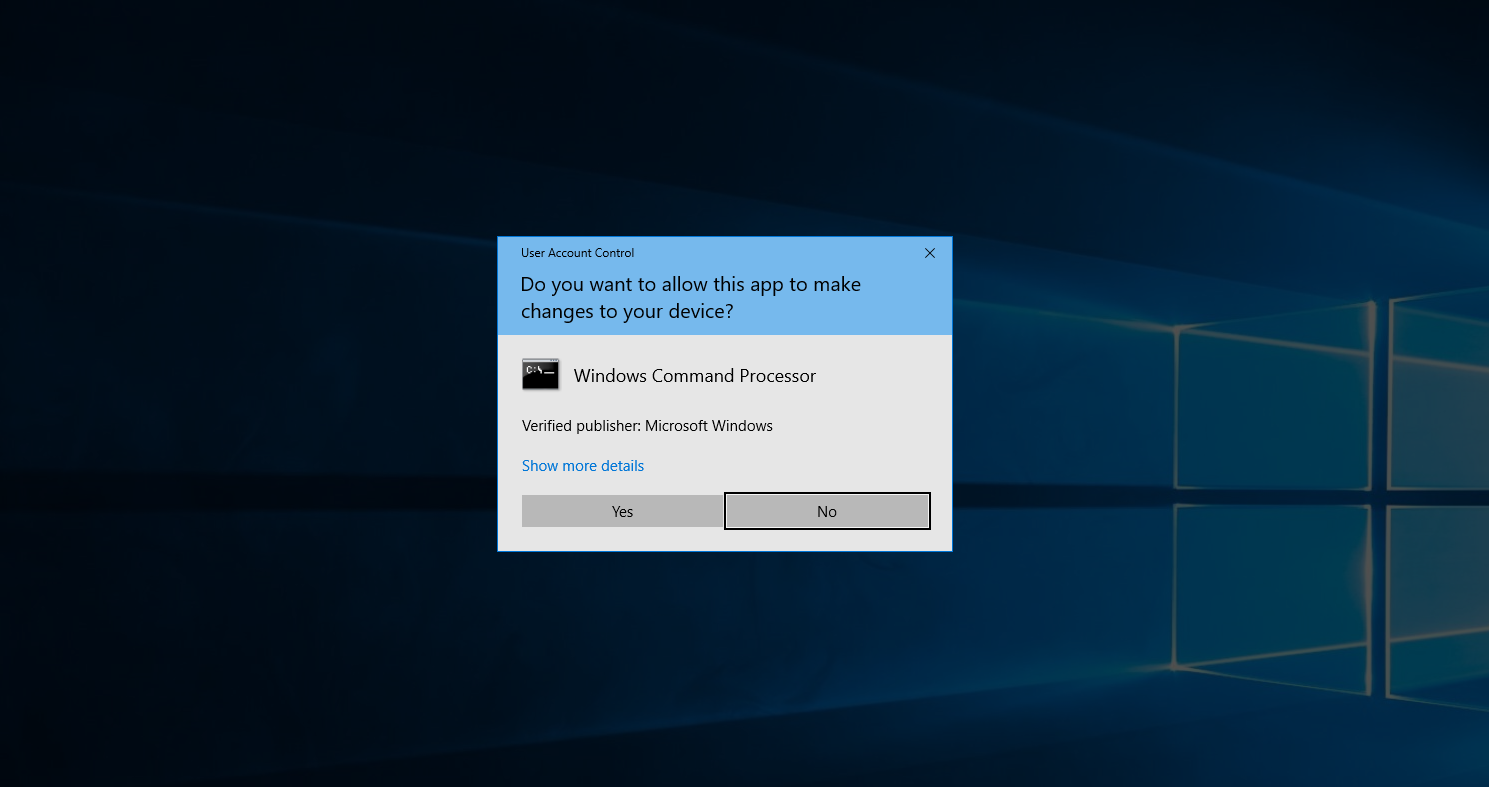 User Account Control
Do you want to allow this app to make
changes to your device?
C:\_
Windows Command Processor
Verified publisher: Microsoft Windows
Show more details
Yes
No